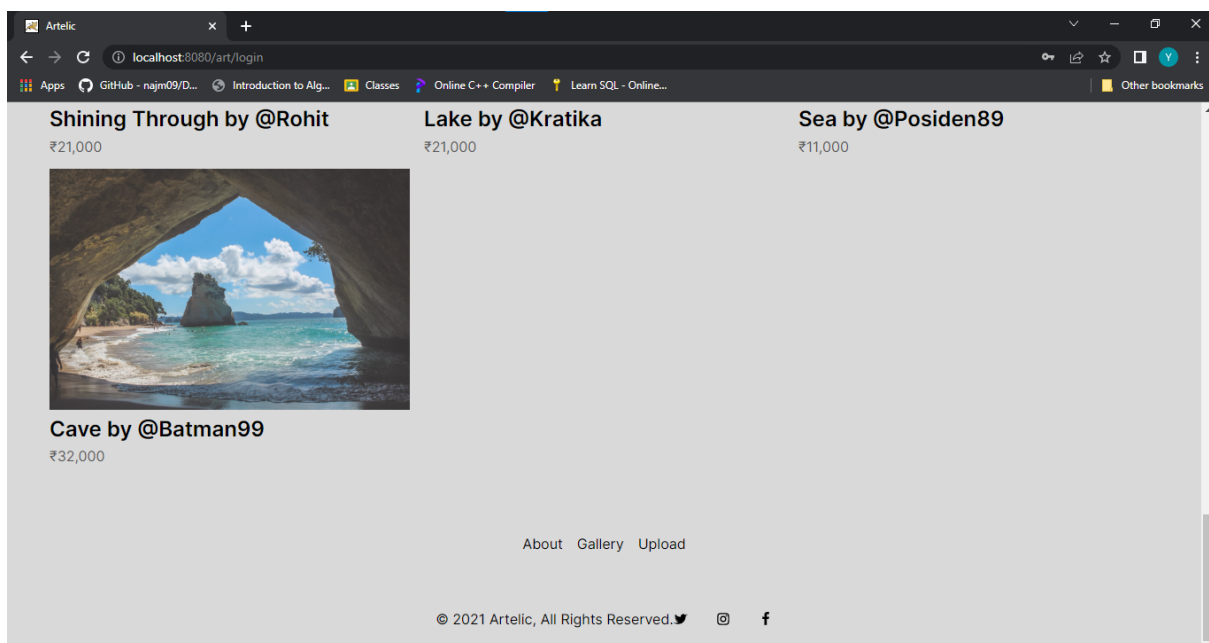 Artelic
localhost:8080/art/login
Y
Apps GitHub - najm09/D... Introduction to Alg... Classes Online C++ Compiler Learn SQL - Online... Other bookmarks
Shining Through by @Rohit Lake by @Kratika Sea by @Posiden89
₹21,000 ₹21,000 ₹11,000
Cave by @Batman99
₹32,000
About Gallery Upload
© 2021 Artelic, All Rights Reserved.